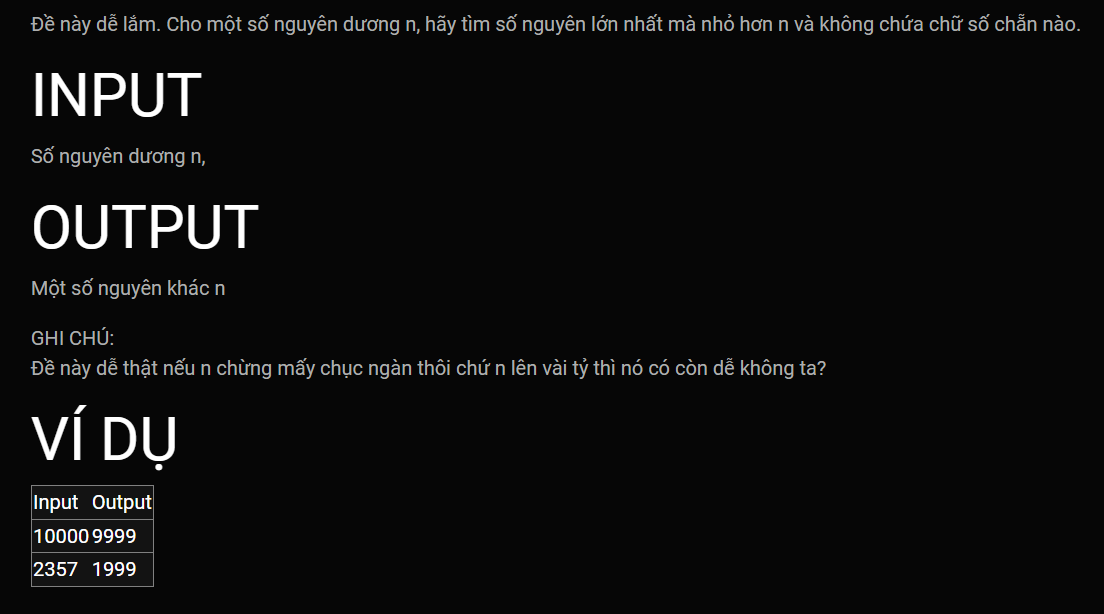 Đề này dễ lắm. Cho một số nguyên dương n, hãy tìm số nguyên lớn nhất mà nhỏ hơn n và không chứa chữ số chẵn nào.
INPUT
Số nguyên dương n,
OUTPUT
Một số nguyên khác n
GHI CHÚ:
Đề này dễ thật nếu n chừng mấy chục ngàn thôi chứ n lên vài tỷ thì nó có còn dễ không ta?
VÍ DỤ
Input Output
10000 9999
2357 1999